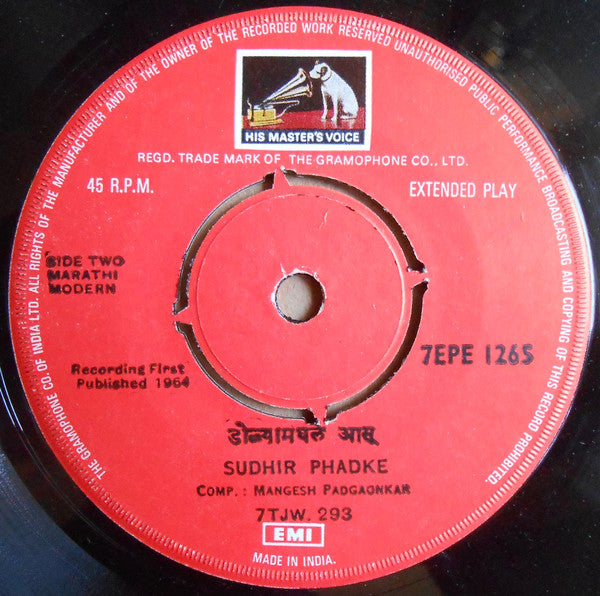 THE GRAMOPHONE CO. OF INDIA LTD. ALL RIGHTS OF THE MANUFACTURER AND OF THE OWNER OF THE RECORDED WORK RESERVED UNAUTHORISED PUBLIC PERFORMANCE BROADCASTING AND COPYING OF THIS RECORD PROHIBITED.
HIS MASTER'S VOICE
REGD. TRADE MARK OF THE GRAMOPHONE CO., LTD.
45 R.P.M.
EXTENDED PLAY
SIDE TWO
MARATHI
MODERN
7EPE 1265
Recording First
Published 1964
डोळ्यामधले आसू
SUDHIR PHADKE
COMP. : MANGESH PADGAONKAR
7TJW. 293
EMI
MADE IN INDIA.